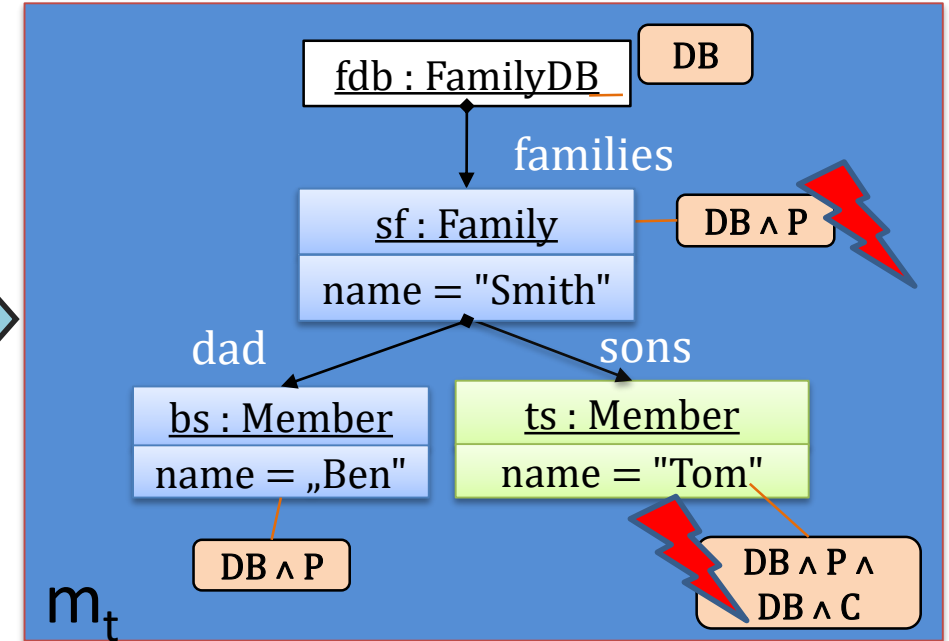 fdb : FamilyDB
DB
families
sf : Family
DB ∧ P
name = "Smith"
dad
sons
bs : Member
ts : Member
name = „Ben"
name = "Tom"
DB ∧ P
DB ∧ P ∧
DB ∧ C
mt